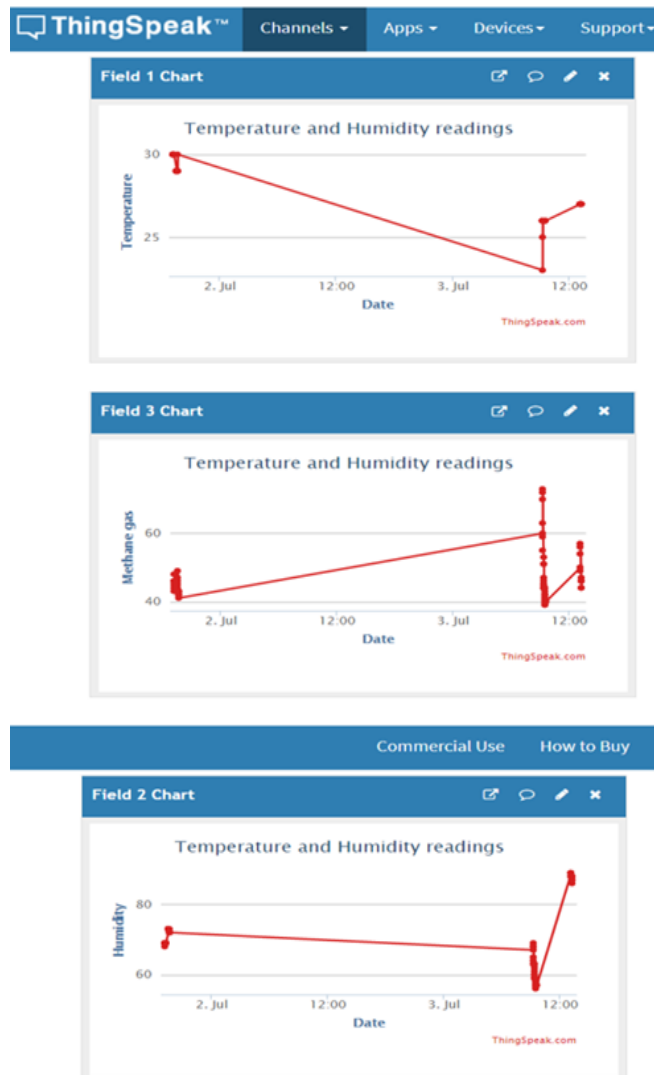 ThingSpeak™ Channels Apps Devices Support
Field 1 Chart
Temperature and Humidity readings
30
25
Temperature
2. Jul 12:00 3. Jul 12:00
Date
ThingSpeak.com
Field 3 Chart
Temperature and Humidity readings
60
40
Methane gas
2. Jul 12:00 3. Jul 12:00
Date
ThingSpeak.com
Commercial Use How to Buy
Field 2 Chart
Temperature and Humidity readings
80
60
Humidity
2. Jul 12:00 3. Jul 12:00
Date
ThingSpeak.com